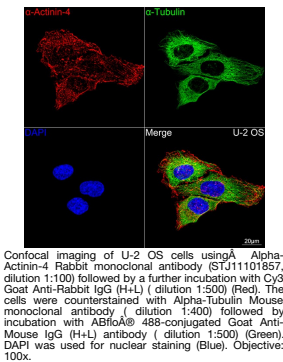 α-Actinin-4
α-Tubulin
DAPI
Merge
U-2 OS
20μm
Confocal imaging of U-2 OS cells usingÂ Alpha-
Actinin-4 Rabbit monoclonal antibody (STJ11101857,
dilution 1:100) followed by a further incubation with Cy3
Goat Anti-Rabbit IgG (H+L) ( dilution 1:500) (Red). The
cells were counterstained with Alpha-Tubulin Mouse
monoclonal antibody ( dilution 1:400) followed by
incubation with ABfloÂ® 488-conjugated Goat Anti-
Mouse IgG (H+L) antibody ( dilution 1:500) (Green).
DAPI was used for nuclear staining (Blue). Objective:
100x.